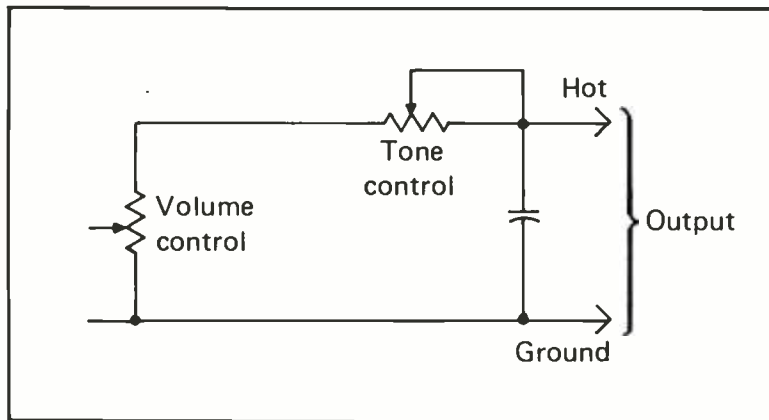 Hot
Tone
control
Volume
control
Output
Ground